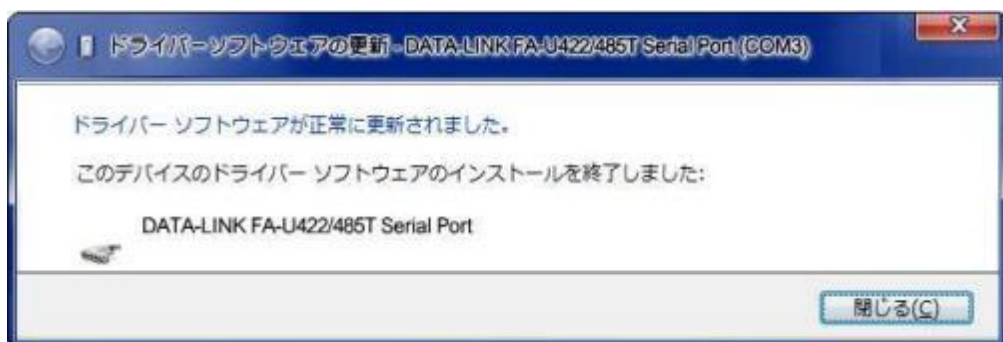 ドライバーソフトウェアの更新-DATA-LINK FA-U422/485T Serial Port (COM3)
ドライバー ソフトウェアが正常に更新されました。
このデバイスのドライバー ソフトウェアのインストールを終了しました:
DATA-LINK FA-U422/485T Serial Port
閉じる(C)